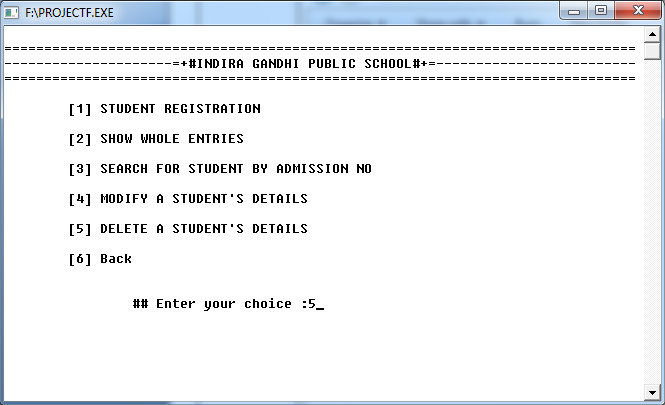 F:\PROJECTF.EXE
===============================================================================
---------------------=+#INDIRA GANDHI PUBLIC SCHOOL#+=-------------------------
===============================================================================
[1] STUDENT REGISTRATION
[2] SHOW WHOLE ENTRIES
[3] SEARCH FOR STUDENT BY ADMISSION NO
[4] MODIFY A STUDENT'S DETAILS
[5] DELETE A STUDENT'S DETAILS
[6] Back
## Enter your choice :5_